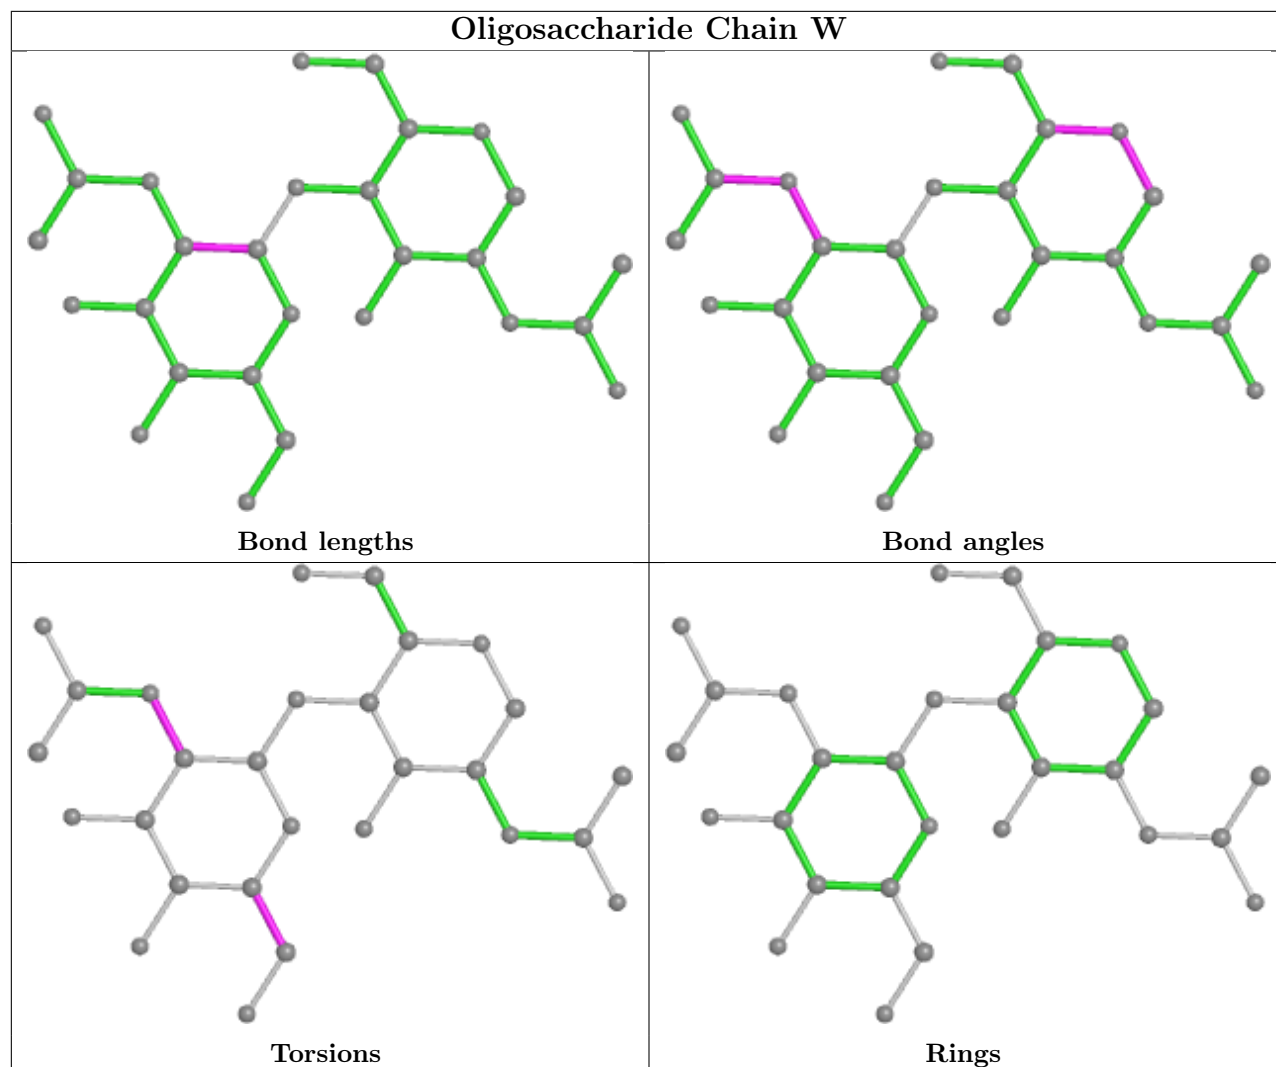 Oligosaccharide Chain W
Bond lengths
Bond angles
Torsions
Rings